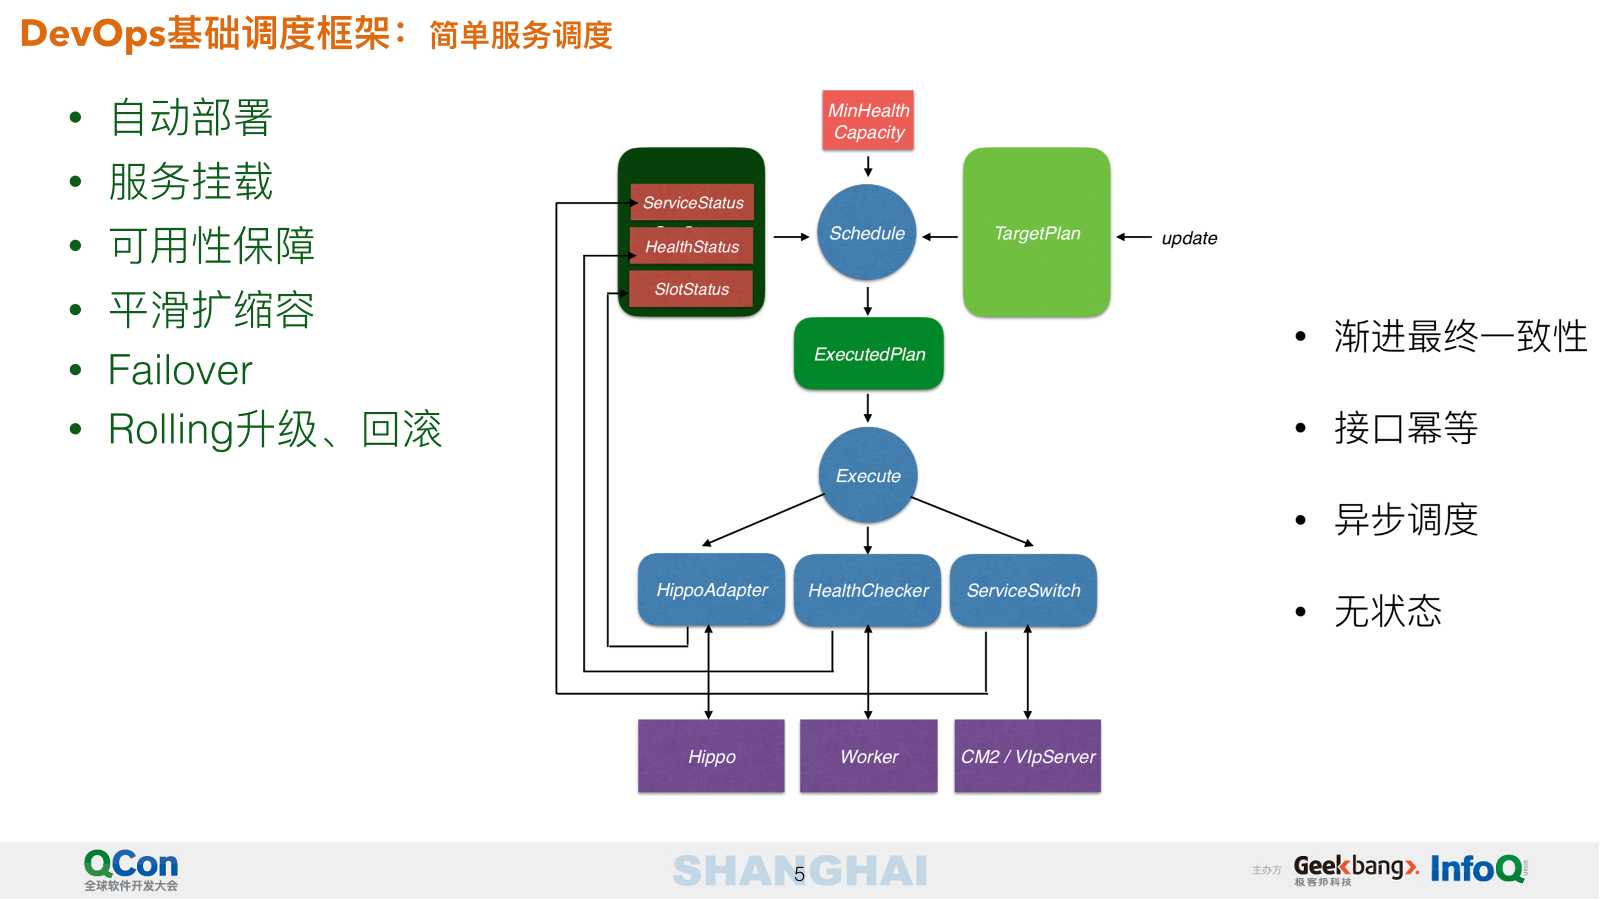 DevOps基础调度框架：简单服务调度
• 自动部署
• 服务挂载
• 可用性保障
• 平滑扩缩容
• Failover
• Rolling升级、回滚
MinHealth
Capacity
ServiceStatus
HealthStatus
SlotStatus
Schedule
TargetPlan
update
ExecutedPlan
Execute
HippoAdapter
HealthChecker
ServiceSwitch
Hippo
Worker
CM2 / VIpServer
• 渐进最终一致性
• 接口幂等
• 异步调度
• 无状态
QCon
全球软件开发大会
SHANGHAI
5
主办方
Geekbang>.
极客邦科技
InfoQ